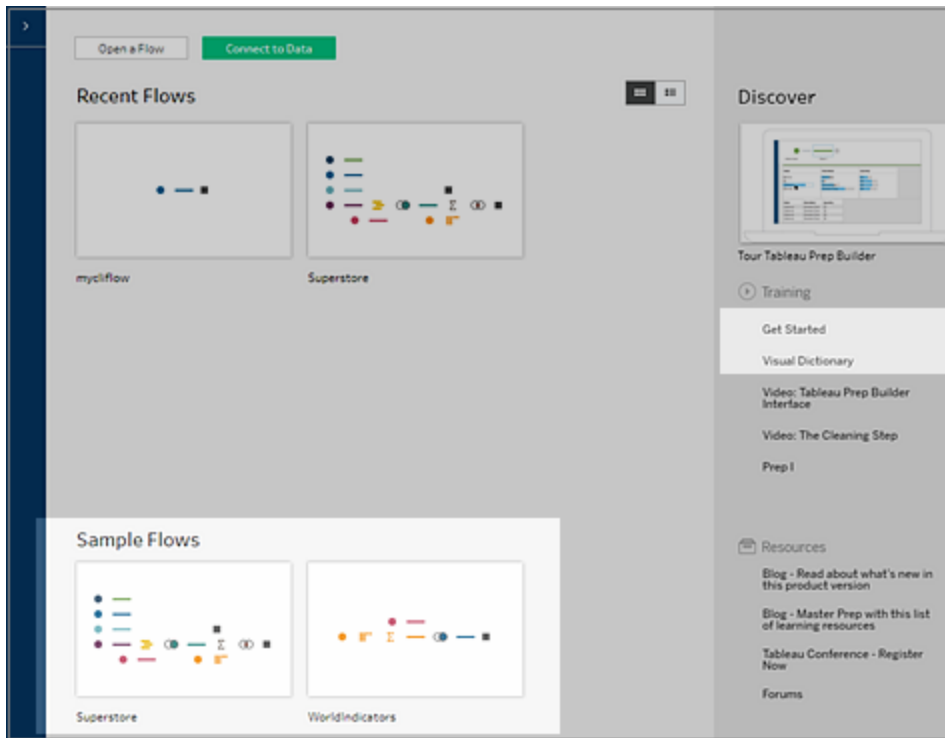 Open a Flow
Connect to Data
Recent Flows
mycliflow
Superstore
Sample Flows
Superstore
WorldIndicators
Discover
Tour Tableau Prep Builder
Training
Get Started
Visual Dictionary
Video: Tableau Prep Builder
Interface
Video: The Cleaning Step
Prep I
Resources
Blog - Read about what's new in
this product version
Blog - Master Prep with this list
of learning resources
Tableau Conference - Register
Now
Forums